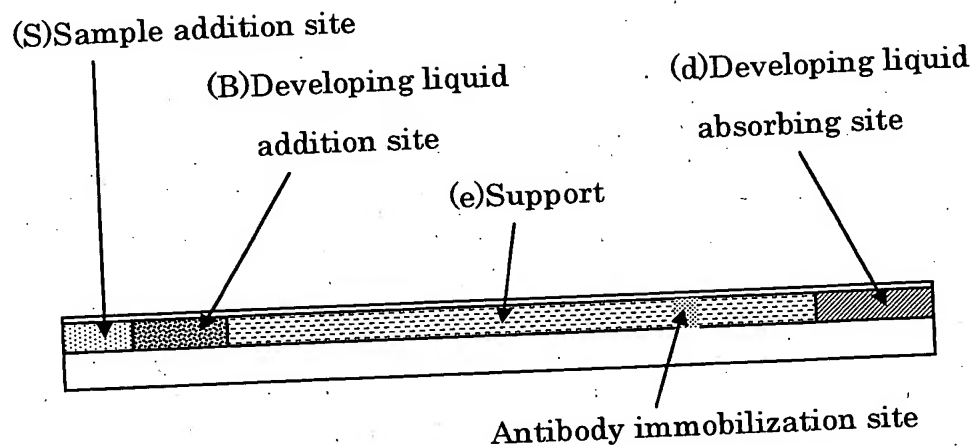 (S)Sample addition site
(B)Developing liquid
addition site
(d)Developing liquid
absorbing site
(e)Support
Antibody immobilization site